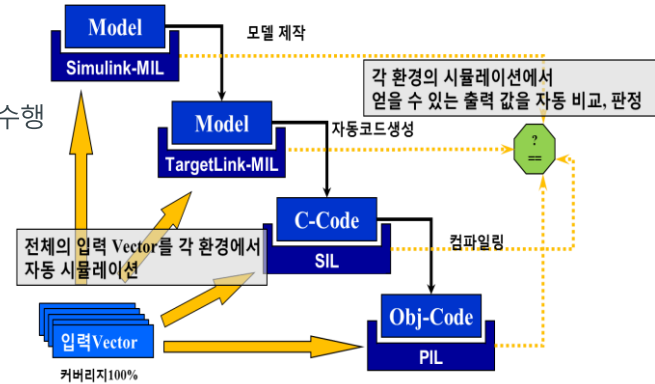 Model
Simulink-MIL
모델 제작
수행
각 환경의 시뮬레이션에서
얻을 수 있는 출력 값을 자동 비교, 판정
Model
TargetLink-MIL
자동코드생성
?
==
C-Code
SIL
전체의 입력 Vector를 각 환경에서
자동 시뮬레이션
컴파일링
Obj-Code
PIL
입력Vector
커버리지100%